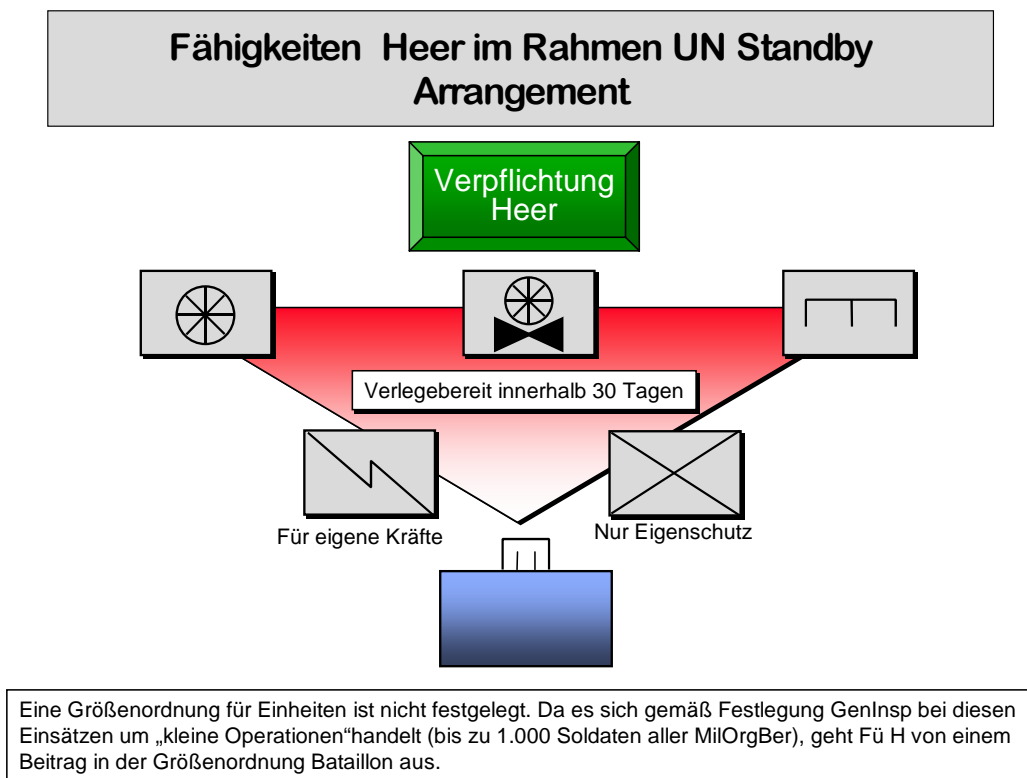 Fähigkeiten Heer im Rahmen UN Standby
Arrangement
Verpflichtung
Heer
Verlegebereit innerhalb 30 Tagen
Für eigene Kräfte
Nur Eigenschutz
Eine Größenordnung für Einheiten ist nicht festgelegt. Da es sich gemäß Festlegung GenInsp bei diesen
Einsätzen um „kleine Operationen“handelt (bis zu 1.000 Soldaten aller MilOrgBer), geht Fü H von einem
Beitrag in der Größenordnung Bataillon aus.